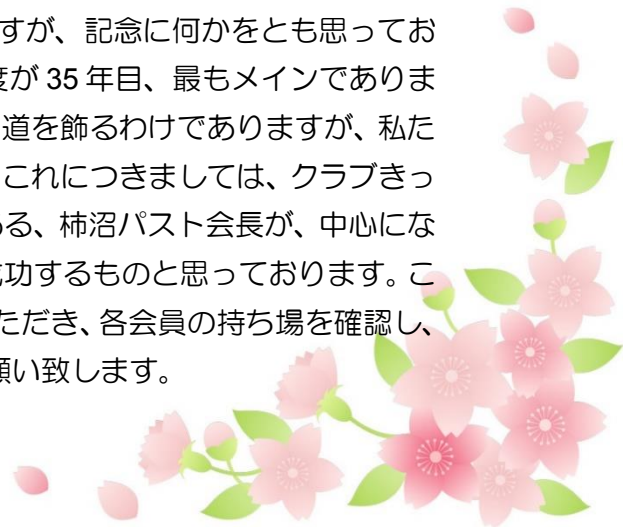 すが、記念に何かをとも思ってお
度が 35 年目、最もメインでありま
道を飾るわけでありますが、私た
これにつきましては、クラブきっ
ある、柿沼パスト会長が、中心にな
成功するものと思っております。こ
ただき、各会員の持ち場を確認し、
願い致します。